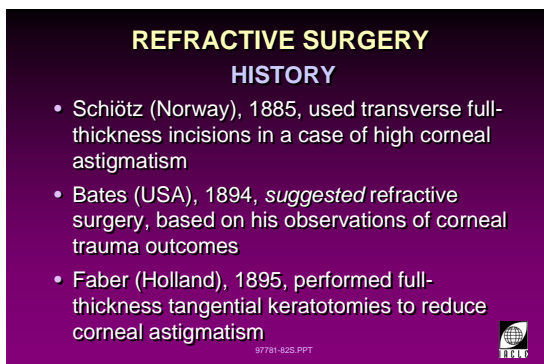 REFRACTIVE SURGERY
HISTORY
• Schiötz (Norway), 1885, used transverse full-
thickness incisions in a case of high corneal
astigmatism
• Bates (USA), 1894, suggested refractive
surgery, based on his observations of corneal
trauma outcomes
• Faber (Holland), 1895, performed full-
thickness tangential keratotomies to reduce
corneal astigmatism
97781-82S.PPT
IACLE